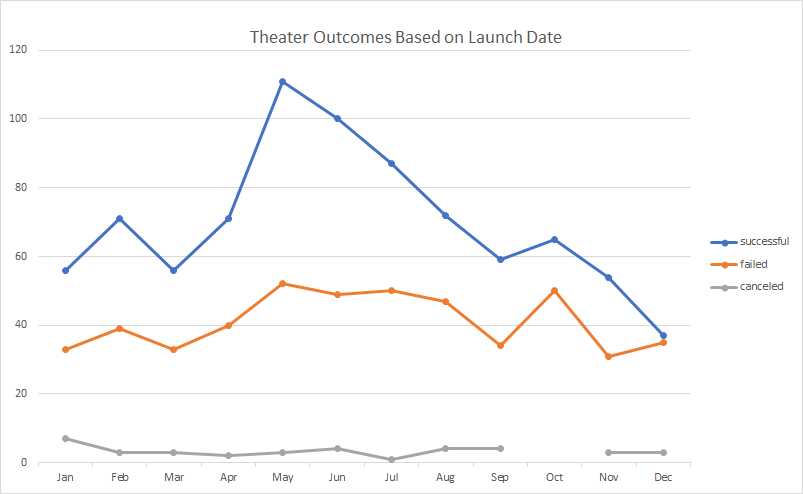 Theater Outcomes Based on Launch Date
120
100
80
60
40
20
0
Jan Feb Mar Apr May Jun Jul Aug Sep Oct Nov Dec
successful
failed
canceled